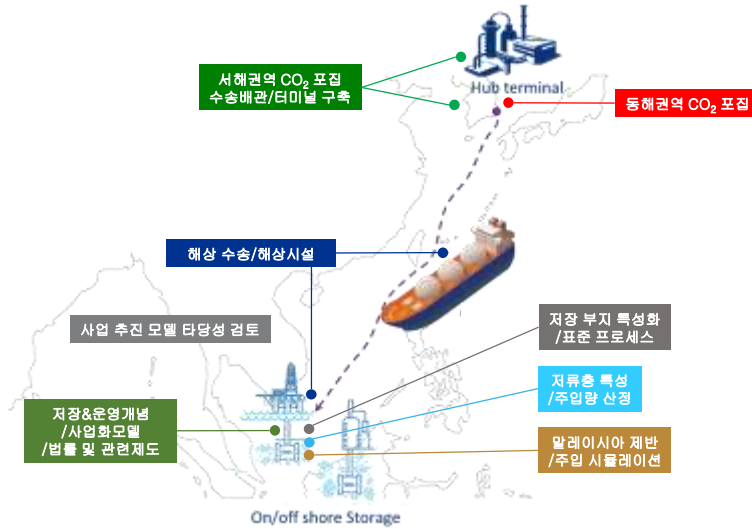 서해권역 CO₂ 포집
수송배관/터미널 구축
Hub terminal
동해권역 CO₂ 포집
해상 수송/해상시설
사업 추진 모델 타당성 검토
저장 부지 특성화
/표준 프로세스
저류층 특성
/주입량 산정
저장&운영개념
/사업화모델
/법률 및 관련제도
말레이시아 제반
/주입 시뮬레이션
On/off shore Storage